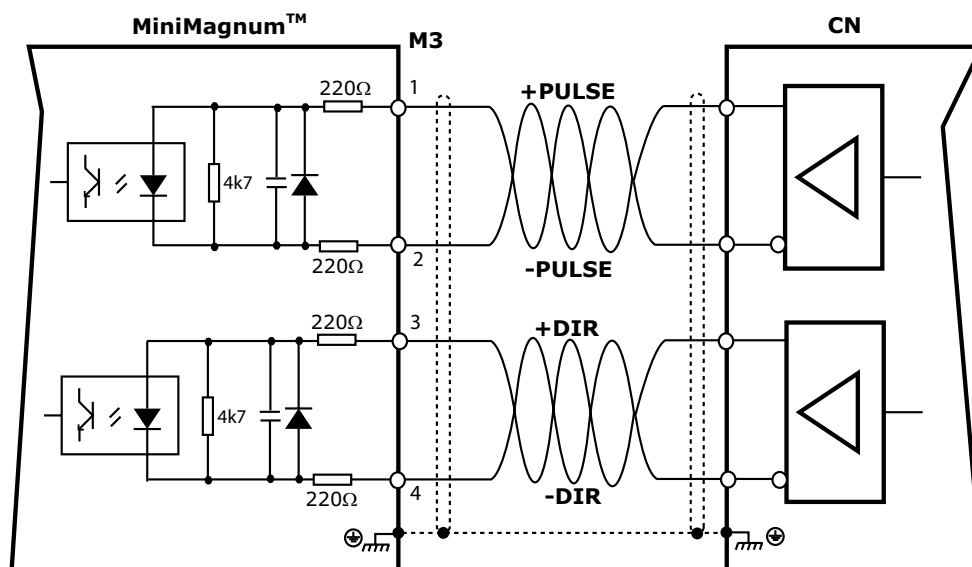 MiniMagnum™
M3
CN
220Ω
1
+PULSE
4k7
220Ω
2
-PULSE
220Ω
3
+DIR
4k7
220Ω
4
-DIR